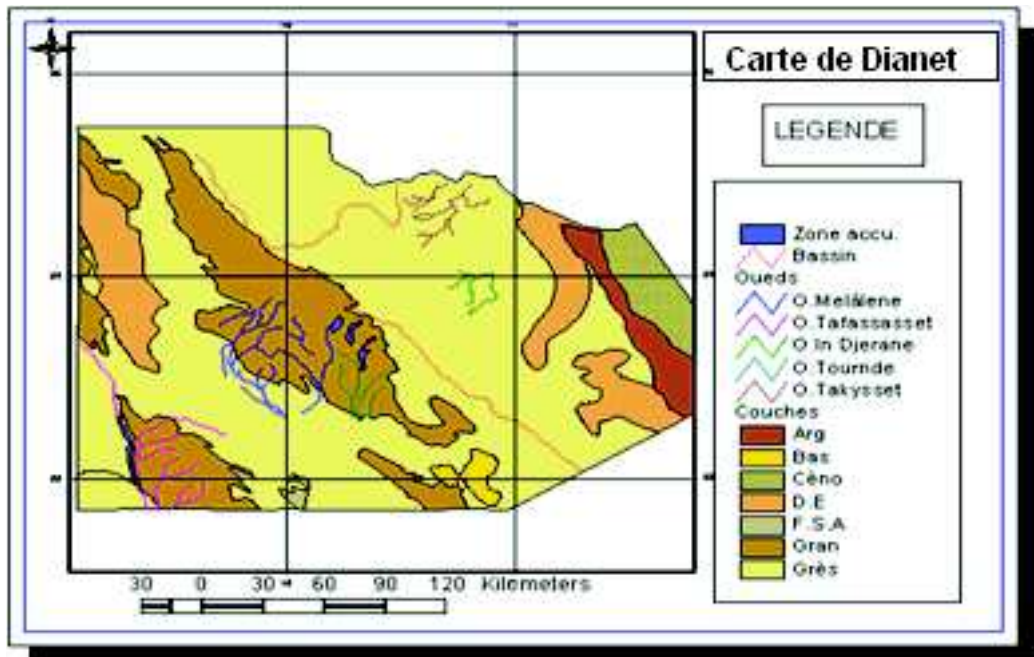 Carte de Dianet
LEGENDE
Zone accu.
Bassin
Oueds
O.Melâlene
O.Tafassasset
O In Djerane
O.Tournde
O.Takysset
Couches
Arg
Bas
Cèno
D.E
F.S.A
Gran
Grès
30 0 30 60 90 120 Kilometers